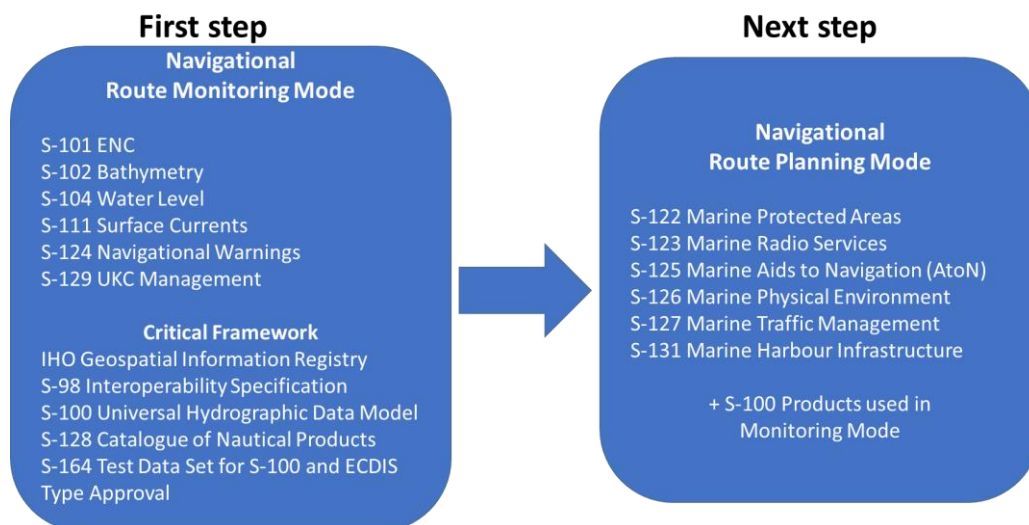 First step
Navigational
Route Monitoring Mode
S-101 ENC
S-102 Bathymetry
S-104 Water Level
S-111 Surface Currents
S-124 Navigational Warnings
S-129 UKC Management
Critical Framework
IHO Geospatial Information Registry
S-98 Interoperability Specification
S-100 Universal Hydrographic Data Model
S-128 Catalogue of Nautical Products
S-164 Test Data Set for S-100 and ECDIS
Type Approval
Next step
Navigational
Route Planning Mode
S-122 Marine Protected Areas
S-123 Marine Radio Services
S-125 Marine Aids to Navigation (AtoN)
S-126 Marine Physical Environment
S-127 Marine Traffic Management
S-131 Marine Harbour Infrastructure
+ S-100 Products used in
Monitoring Mode